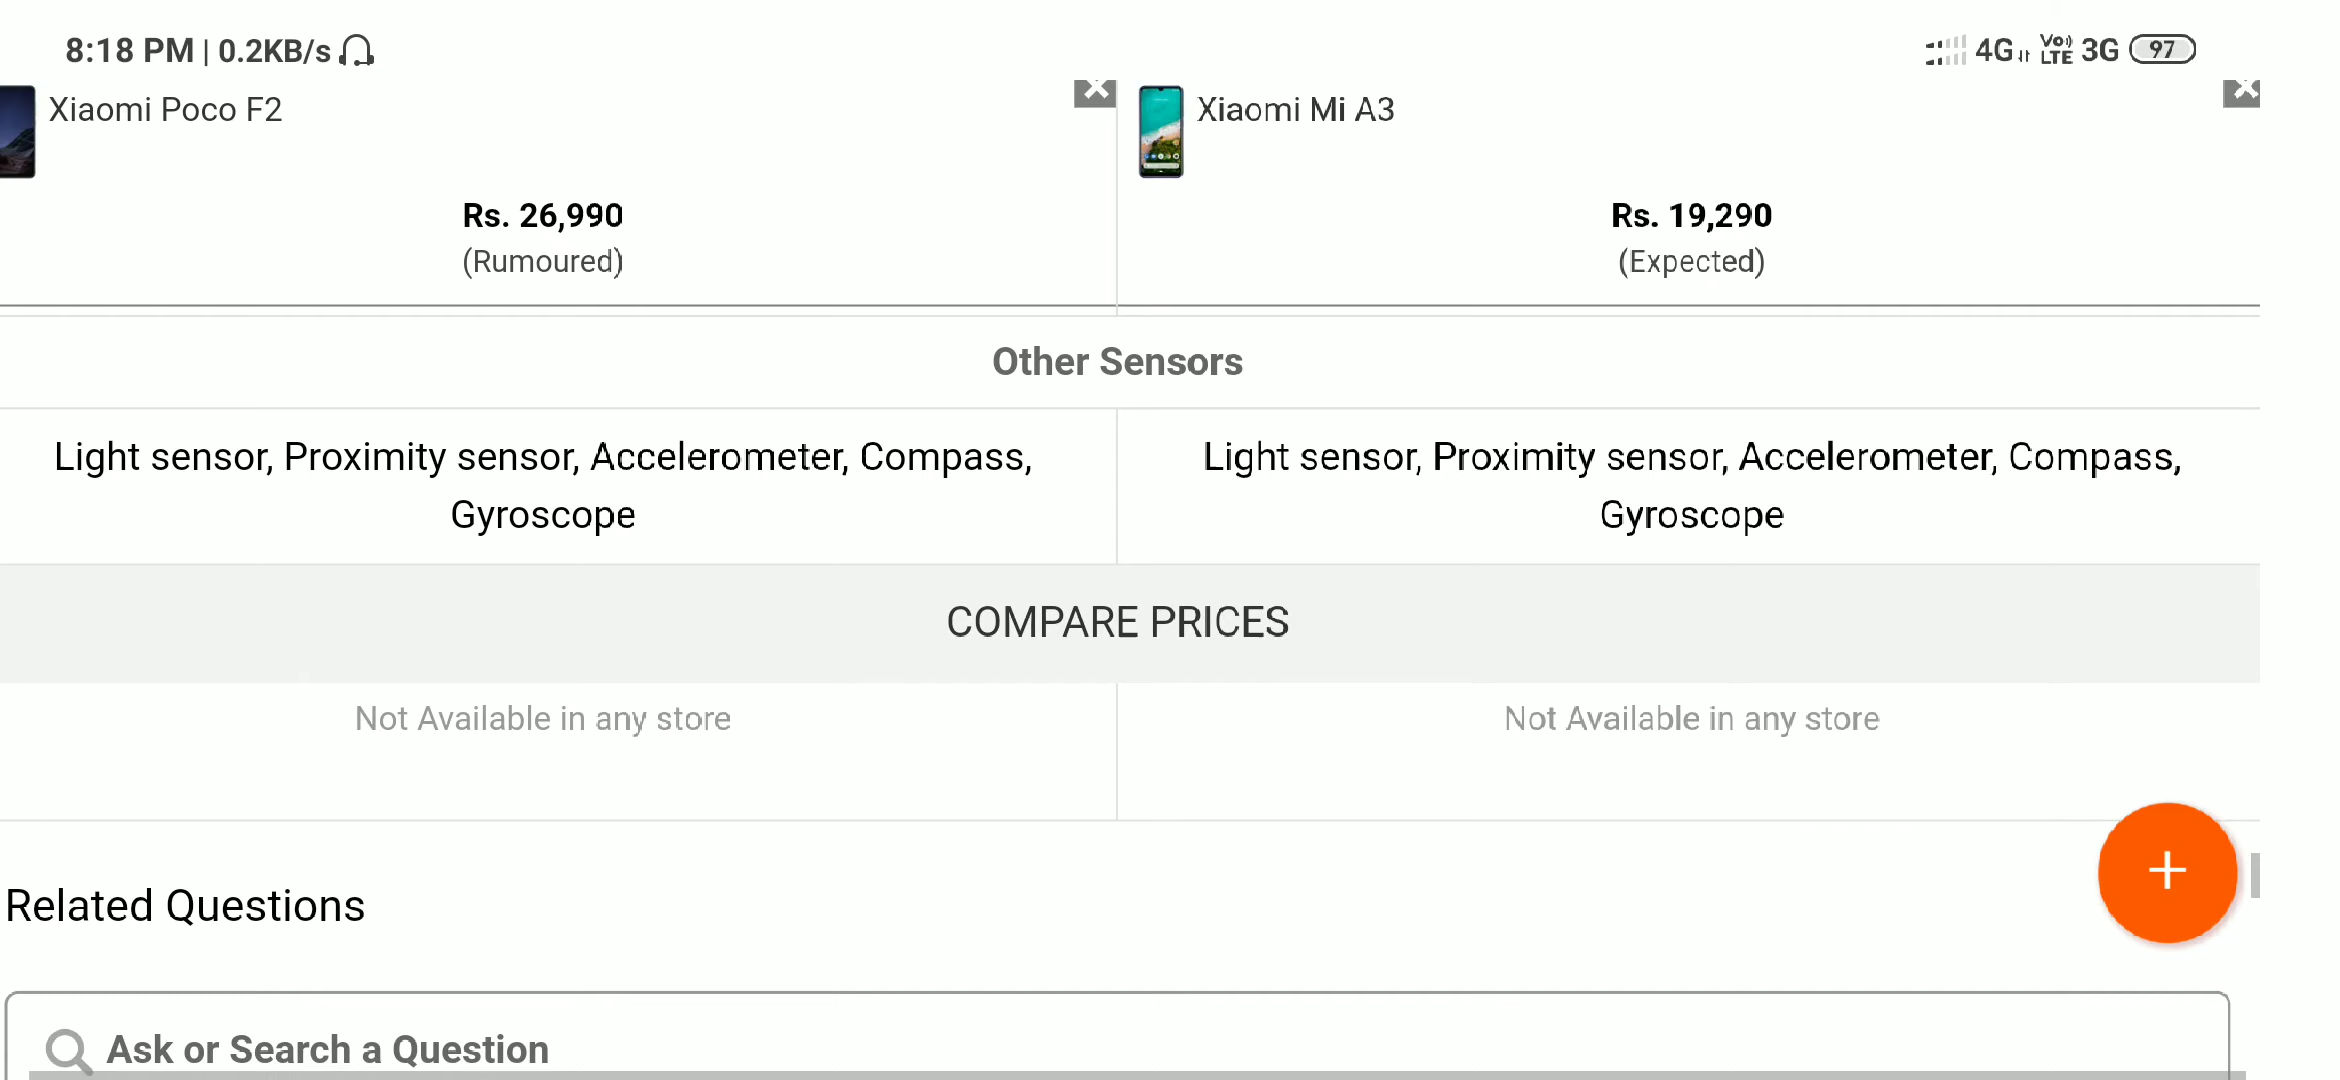 8:18 PM | 0.2KB/s
4G Vo) LTE 3G 97
Xiaomi Poco F2
Xiaomi Mi A3
Rs. 26,990
(Rumoured)
Rs. 19,290
(Expected)
Other Sensors
Light sensor, Proximity sensor, Accelerometer, Compass,
Gyroscope
Light sensor, Proximity sensor, Accelerometer, Compass,
Gyroscope
COMPARE PRICES
Not Available in any store
Not Available in any store
Related Questions
Ask or Search a Question